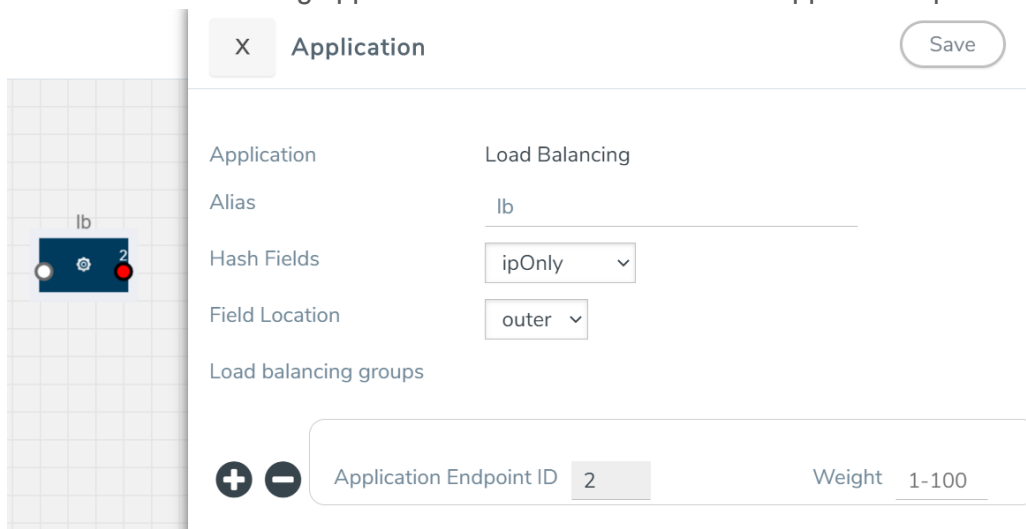 X Application Save
Application Load Balancing
Alias lb
lb
2
Hash Fields ipOnly
Field Location outer
Load balancing groups
Application Endpoint ID 2 Weight 1-100